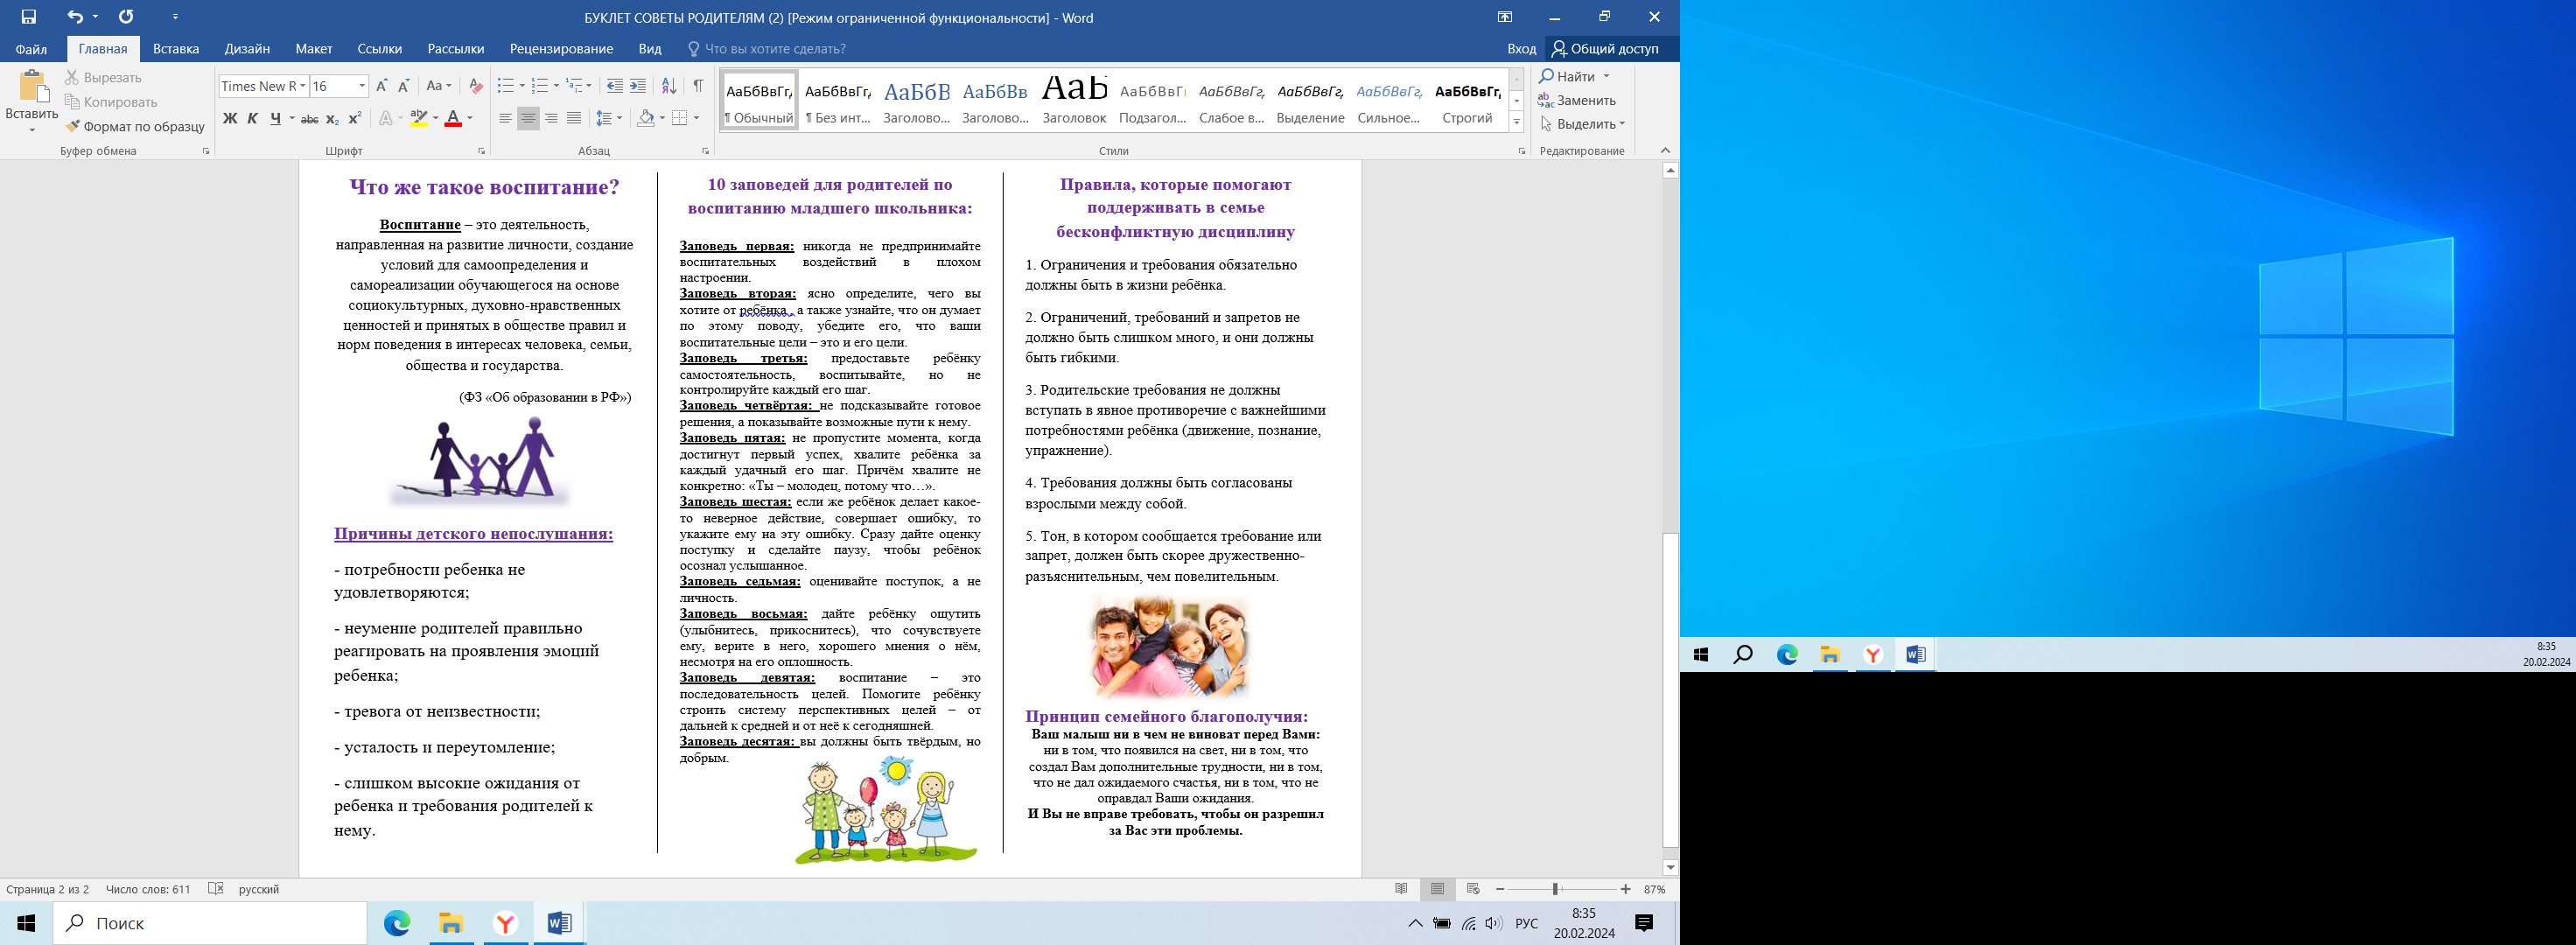 БУКЛЕТ СОВЕТЫ РОДИТЕЛЯМ (2) [Режим ограниченной функциональности] - Word
Файл Главная Вставка Дизайн Макет Ссылки Рассылки Рецензирование Вид Что вы хотите сделать? Вход Общий доступ
Вставить
Вырезать
Копировать
Формат по образцу
Буфер обмена
Times New R 16
Aa
Ж К Ч abc x₂ x²
Шрифт
Абзац
АаБбВвГг, АаБбВвГг, АаБбВ АаБбВв АаБ АаБбВвГг АаБбВвГг, АаБбВвГг, АаБбВвГг, АаБбВвГг,
¶ Обычный ¶ Без инт... Заголово... Заголово... Заголовок Подзагол... Слабое в... Выделение Сильное... Строгий
Стили
Найти
Заменить
Выделить
Редактирование
Что же такое воспитание?
Воспитание – это деятельность,
направленная на развитие личности, создание
условий для самоопределения и
самореализации обучающегося на основе
социокультурных, духовно-нравственных
ценностей и принятых в обществе правил и
норм поведения в интересах человека, семьи,
общества и государства.
(ФЗ «Об образовании в РФ»)
Причины детского непослушания:
- потребности ребенка не
удовлетворяются;
- неумение родителей правильно
реагировать на проявления эмоций
ребенка;
- тревога от неизвестности;
- усталость и переутомление;
- слишком высокие ожидания от
ребенка и требования родителей к
нему.
10 заповедей для родителей по
воспитанию младшего школьника:
Заповедь первая: никогда не предпринимайте
воспитательных воздействий в плохом
настроении.
Заповедь вторая: ясно определите, чего вы
хотите от ребёнка , а также узнайте, что он думает
по этому поводу, убедите его, что ваши
воспитательные цели – это и его цели.
Заповедь третья: предоставьте ребёнку
самостоятельность, воспитывайте, но не
контролируйте каждый его шаг.
Заповедь четвёртая: не подсказывайте готовое
решения, а показывайте возможные пути к нему.
Заповедь пятая: не пропустите момента, когда
достигнут первый успех, хвалите ребёнка за
каждый удачный его шаг. Причём хвалите не
конкретно: «Ты – молодец, потому что…».
Заповедь шестая: если же ребёнок делает какое-
то неверное действие, совершает ошибку, то
укажите ему на эту ошибку. Сразу дайте оценку
поступку и сделайте паузу, чтобы ребёнок
осознал услышанное.
Заповедь седьмая: оценивайте поступок, а не
личность.
Заповедь восьмая: дайте ребёнку ощутить
(улыбнитесь, прикоснитесь), что сочувствуете
ему, верите в него, хорошего мнения о нём,
несмотря на его оплошность.
Заповедь девятая: воспитание – это
последовательность целей. Помогите ребёнку
строить систему перспективных целей – от
дальней к средней и от неё к сегодняшней.
Заповедь десятая: вы должны быть твёрдым, но
добрым.
Правила, которые помогают
поддерживать в семье
бесконфликтную дисциплину
1. Ограничения и требования обязательно
должны быть в жизни ребёнка.
2. Ограничений, требований и запретов не
должно быть слишком много, и они должны
быть гибкими.
3. Родительские требования не должны
вступать в явное противоречие с важнейшими
потребностями ребёнка (движение, познание,
упражнение).
4. Требования должны быть согласованы
взрослыми между собой.
5. Тон, в котором сообщается требование или
запрет, должен быть скорее дружественно-
разъяснительным, чем повелительным.
Принцип семейного благополучия:
Ваш малыш ни в чем не виноват перед Вами:
ни в том, что появился на свет, ни в том, что
создал Вам дополнительные трудности, ни в том,
что не дал ожидаемого счастья, ни в том, что не
оправдал Ваши ожидания.
И Вы не вправе требовать, чтобы он разрешил
за Вас эти проблемы.
Страница 2 из 2 Число слов: 611 русский 87%
Поиск
РУС
8:35
20.02.2024
8:35
20.02.2024